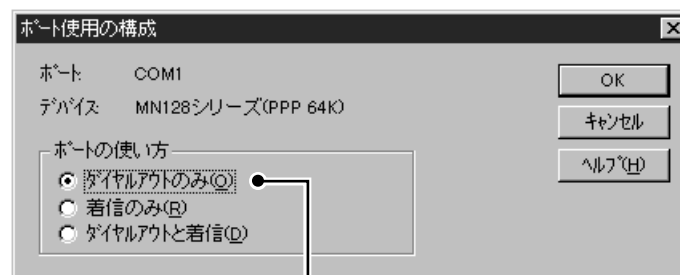 ポート使用の構成
ポート: COM1
デバイス: MN128シリーズ(PPP 64K)
ポートの使い方
ダイヤルアウトのみ(O)
着信のみ(R)
ダイヤルアウトと着信(D)
OK
キャンセル
ヘルプ(H)